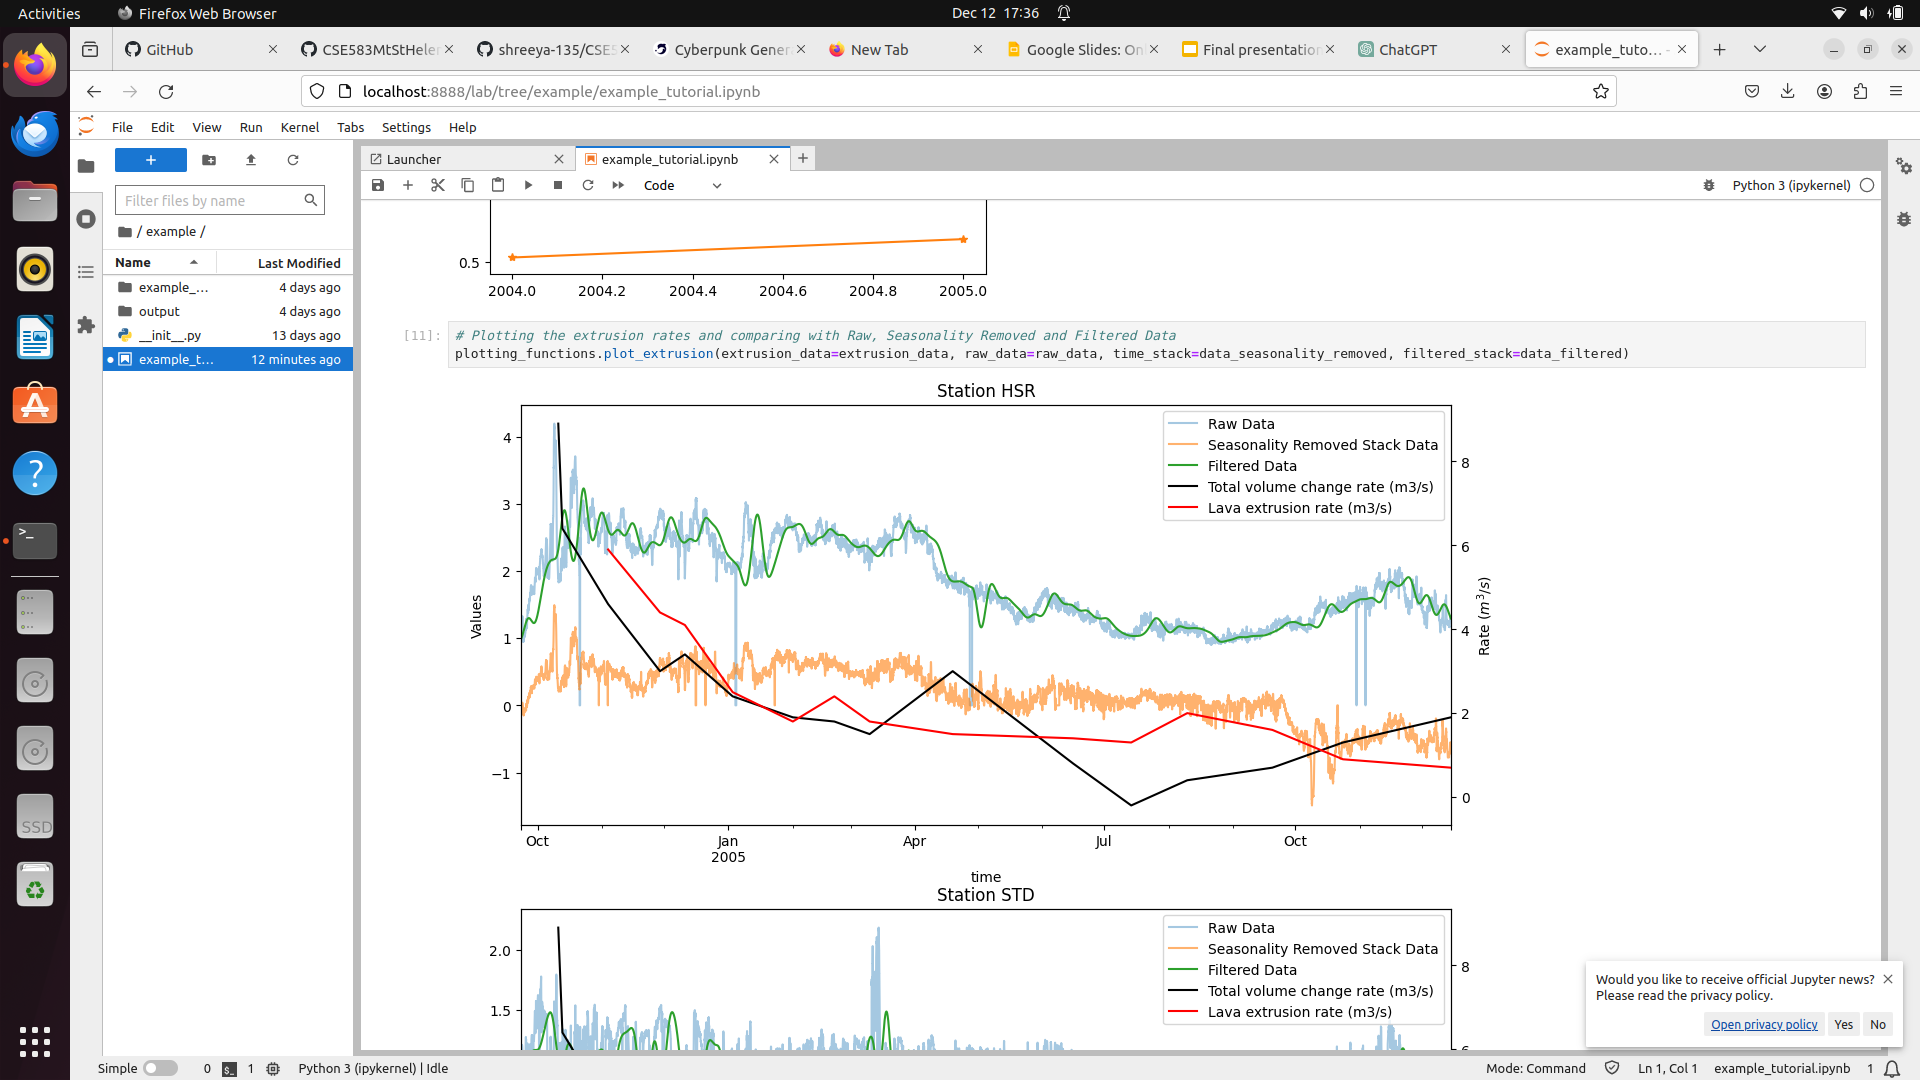 Activities
Firefox Web Browser
Dec 12 17:36
GitHub
CSE583MtStHeler
shreeya-135/CSE5
Cyberpunk Gener
New Tab
Google Slides: On
Final presentation
ChatGPT
example_tuto… -
localhost:8888/lab/tree/example/example_tutorial.ipynb
File Edit View Run Kernel Tabs Settings Help
Launcher
example_tutorial.ipynb
Filter files by name
/ example /
Name Last Modified
example_… 4 days ago
output 4 days ago
__init__.py 13 days ago
example_t… 12 minutes ago
Code
Python 3 (ipykernel)
0.5
2004.0 2004.2 2004.4 2004.6 2004.8 2005.0
[11]:
# Plotting the extrusion rates and comparing with Raw, Seasonality Removed and Filtered Data
plotting_functions.plot_extrusion(extrusion_data=extrusion_data, raw_data=raw_data, time_stack=data_seasonality_removed, filtered_stack=data_filtered)
Station HSR
Raw Data
Seasonality Removed Stack Data
Filtered Data
Total volume change rate (m3/s)
Lava extrusion rate (m3/s)
4
3
2
1
0
−1
Values
8
6
4
2
0
Rate (m³/s)
Oct Jan Apr Jul Oct
2005
time
Station STD
Raw Data
Seasonality Removed Stack Data
Filtered Data
Total volume change rate (m3/s)
Lava extrusion rate (m3/s)
2.0
1.5
8
Would you like to receive official Jupyter news?
Please read the privacy policy.
Open privacy policy Yes No
SSD
Simple 0 1 Python 3 (ipykernel) | Idle
Mode: Command Ln 1, Col 1 example_tutorial.ipynb 1